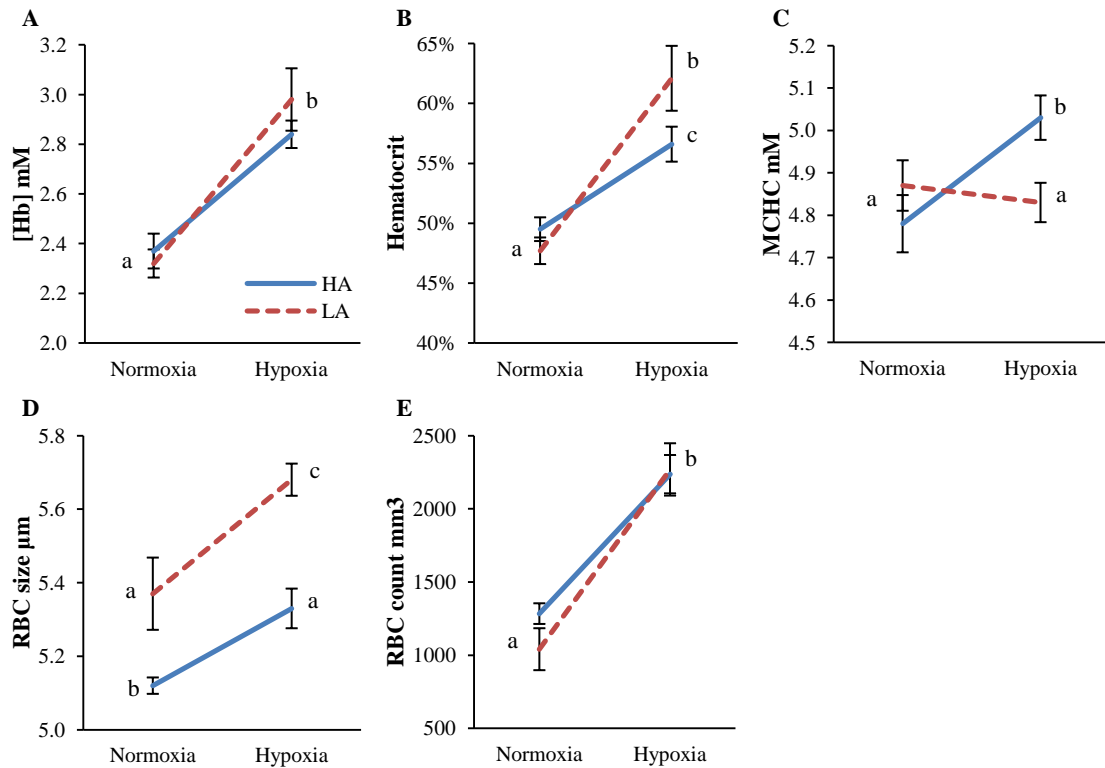 A
[Hb] mM
3.2
3.0
2.8
2.6
2.4
2.2
2.0
a
b
HA
LA
Normoxia Hypoxia
B
Hematocrit
65%
60%
55%
50%
45%
40%
a
b
c
Normoxia Hypoxia
C
MCHC mM
5.2
5.1
5.0
4.9
4.8
4.7
4.6
4.5
a
b
a
Normoxia Hypoxia
D
RBC size µm
5.8
5.6
5.4
5.2
5.0
a
c
b
a
Normoxia Hypoxia
E
RBC count mm3
2500
2000
1500
1000
500
a
b
Normoxia Hypoxia